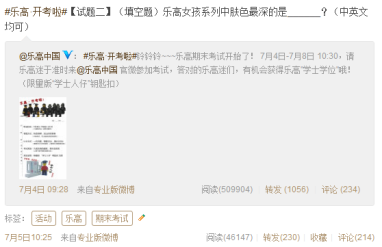 #乐高·开考啦#【试题二】（填空题）乐高女孩系列中肤色最深的是______？（中英文
均可）
@乐高中国 ：#乐高·开考啦#铃铃铃~~~乐高期末考试开始了！ 7月4日-7月8日 10:30，请
乐高迷于准时来@乐高中国 官微参加考试，答对的乐高迷们，有机会获得乐高“学士学位”哦！
（限量版“学士人仔”钥匙扣）
7月4日 09:28 来自专业版微博 阅读(509904) 转发 (1056) 评论 (234)
标签： 活动 乐高 期末考试
7月5日10:25 来自专业版微博 阅读(46147) 转发(230) 收藏 评论(214)